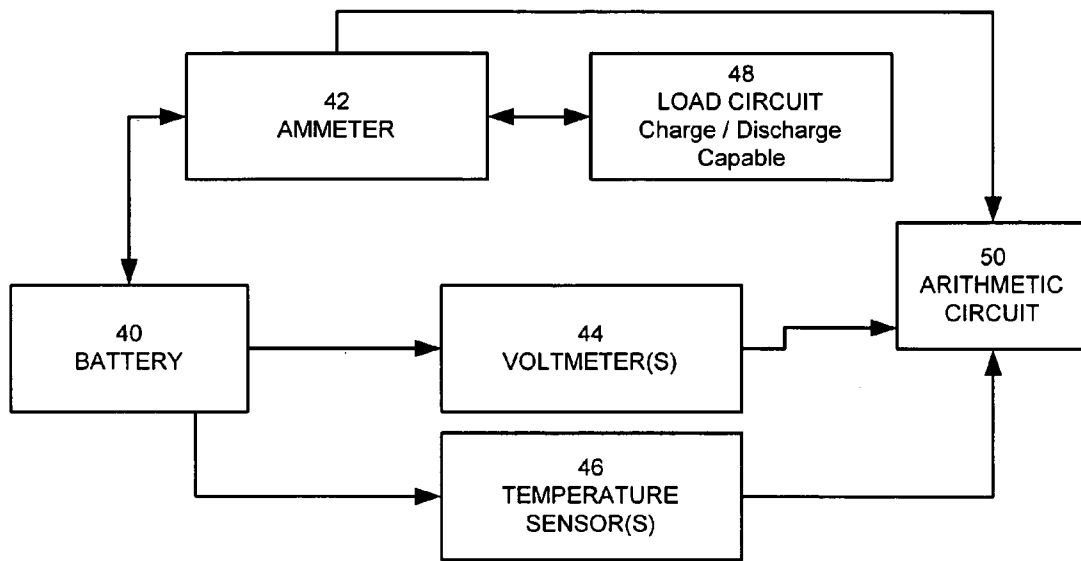 42
AMMETER
48
LOAD CIRCUIT
Charge / Discharge
Capable
50
ARITHMETIC
CIRCUIT
40
BATTERY
44
VOLTMETER(S)
46
TEMPERATURE
SENSOR(S)